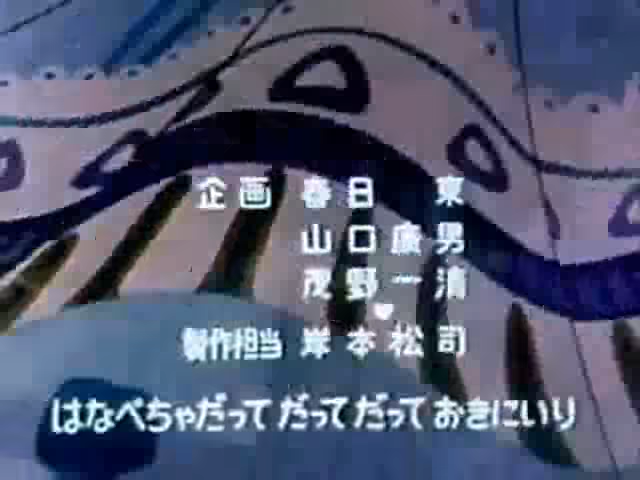 企画 春日 東
山口康男
茂野一清
製作担当 岸本松司
はなぺちゃだって だってだって おきにいり